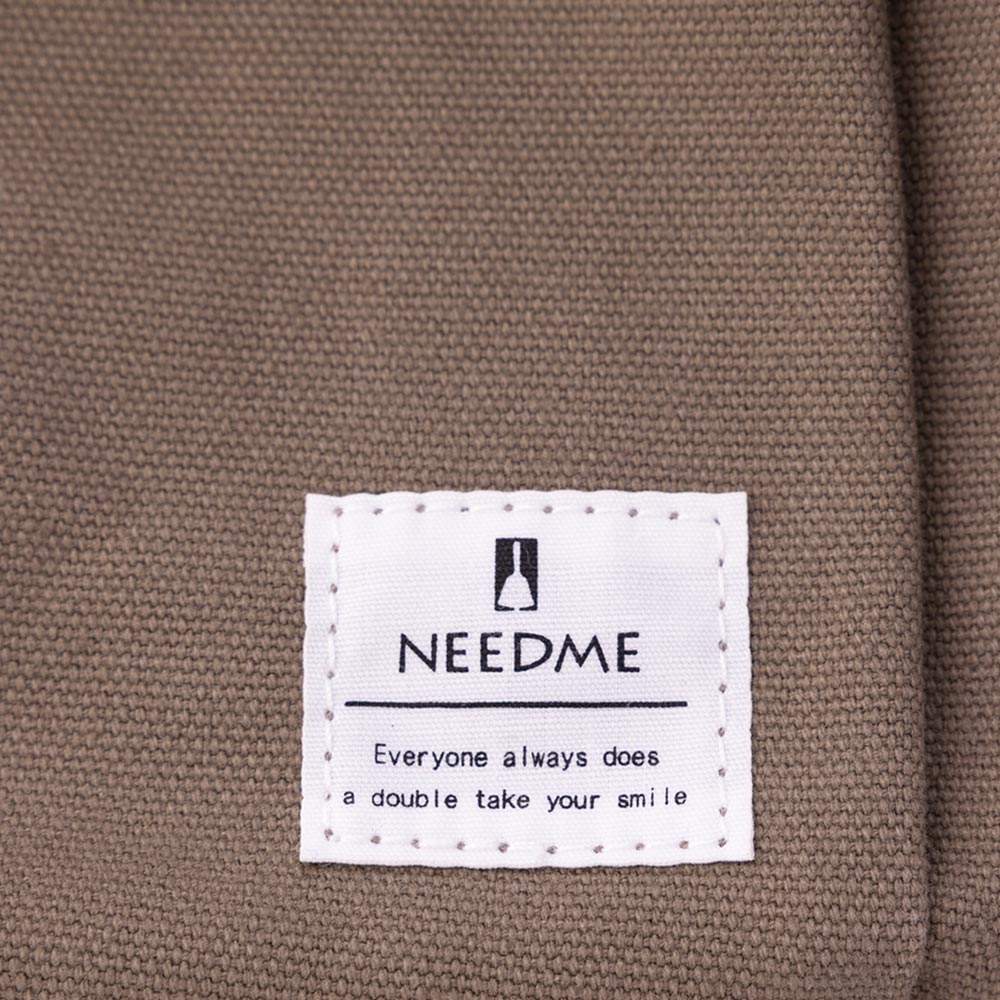 NEEDME
Everyone always does
a double take your smile